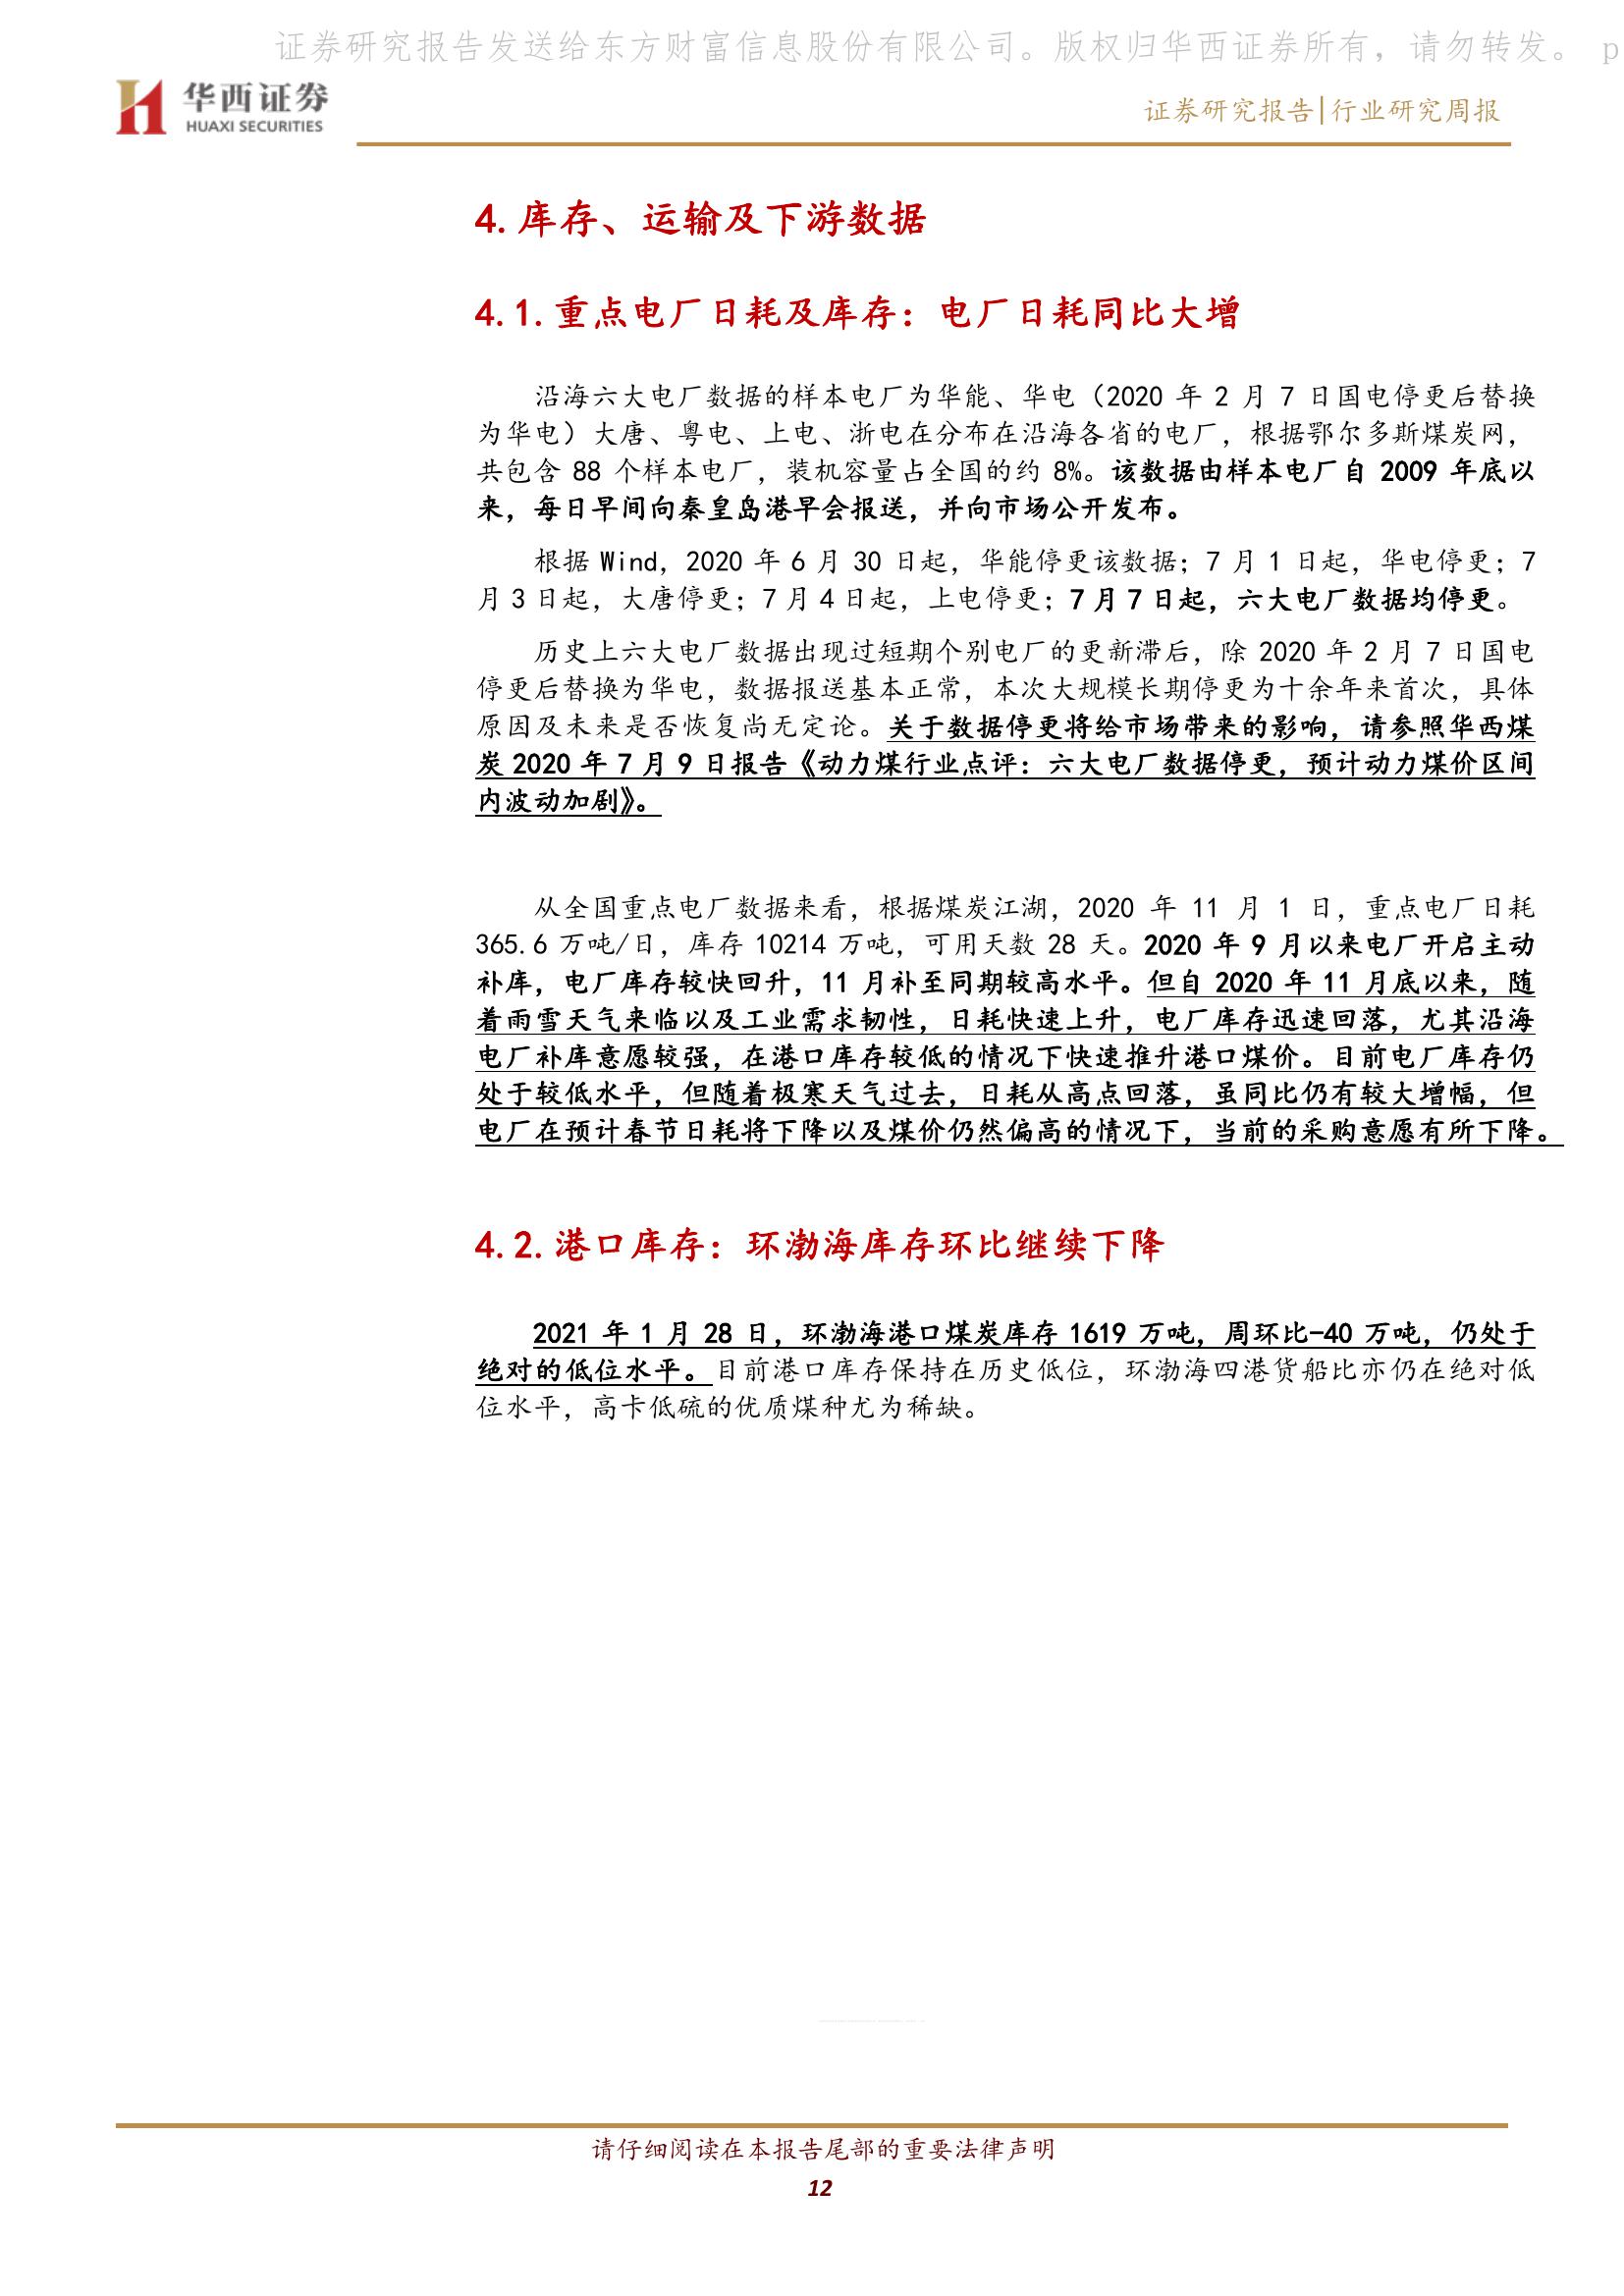 证券研究报告发送给东方财富信息股份有限公司。版权归华西证券所有，请勿转发。 p
华西证券
HUAXI SECURITIES
证券研究报告|行业研究周报
4.库存、运输及下游数据
4.1.重点电厂日耗及库存：电厂日耗同比大增
沿海六大电厂数据的样本电厂为华能、华电（2020 年 2 月 7 日国电停更后替换
为华电）大唐、粤电、上电、浙电在分布在沿海各省的电厂，根据鄂尔多斯煤炭网，
共包含 88 个样本电厂，装机容量占全国的约 8%。该数据由样本电厂自 2009 年底以
来，每日早间向秦皇岛港早会报送，并向市场公开发布。
根据 Wind，2020 年 6 月 30 日起，华能停更该数据；7 月 1 日起，华电停更；7
月 3 日起，大唐停更；7 月 4 日起，上电停更；7 月 7 日起，六大电厂数据均停更。
历史上六大电厂数据出现过短期个别电厂的更新滞后，除 2020 年 2 月 7 日国电
停更后替换为华电，数据报送基本正常，本次大规模长期停更为十余年来首次，具体
原因及未来是否恢复尚无定论。关于数据停更将给市场带来的影响，请参照华西煤
炭 2020 年 7 月 9 日报告《动力煤行业点评：六大电厂数据停更，预计动力煤价区间
内波动加剧》。
从全国重点电厂数据来看，根据煤炭江湖，2020 年 11 月 1 日，重点电厂日耗
365.6 万吨/日，库存 10214 万吨，可用天数 28 天。2020 年 9 月以来电厂开启主动
补库，电厂库存较快回升，11 月补至同期较高水平。但自 2020 年 11 月底以来，随
着雨雪天气来临以及工业需求韧性，日耗快速上升，电厂库存迅速回落，尤其沿海
电厂补库意愿较强，在港口库存较低的情况下快速推升港口煤价。目前电厂库存仍
处于较低水平，但随着极寒天气过去，日耗从高点回落，虽同比仍有较大增幅，但
电厂在预计春节日耗将下降以及煤价仍然偏高的情况下，当前的采购意愿有所下降。
4.2.港口库存：环渤海库存环比继续下降
2021 年 1 月 28 日，环渤海港口煤炭库存 1619 万吨，周环比-40 万吨，仍处于
绝对的低位水平。目前港口库存保持在历史低位，环渤海四港货船比亦仍在绝对低
位水平，高卡低硫的优质煤种尤为稀缺。
请仔细阅读在本报告尾部的重要法律声明
12